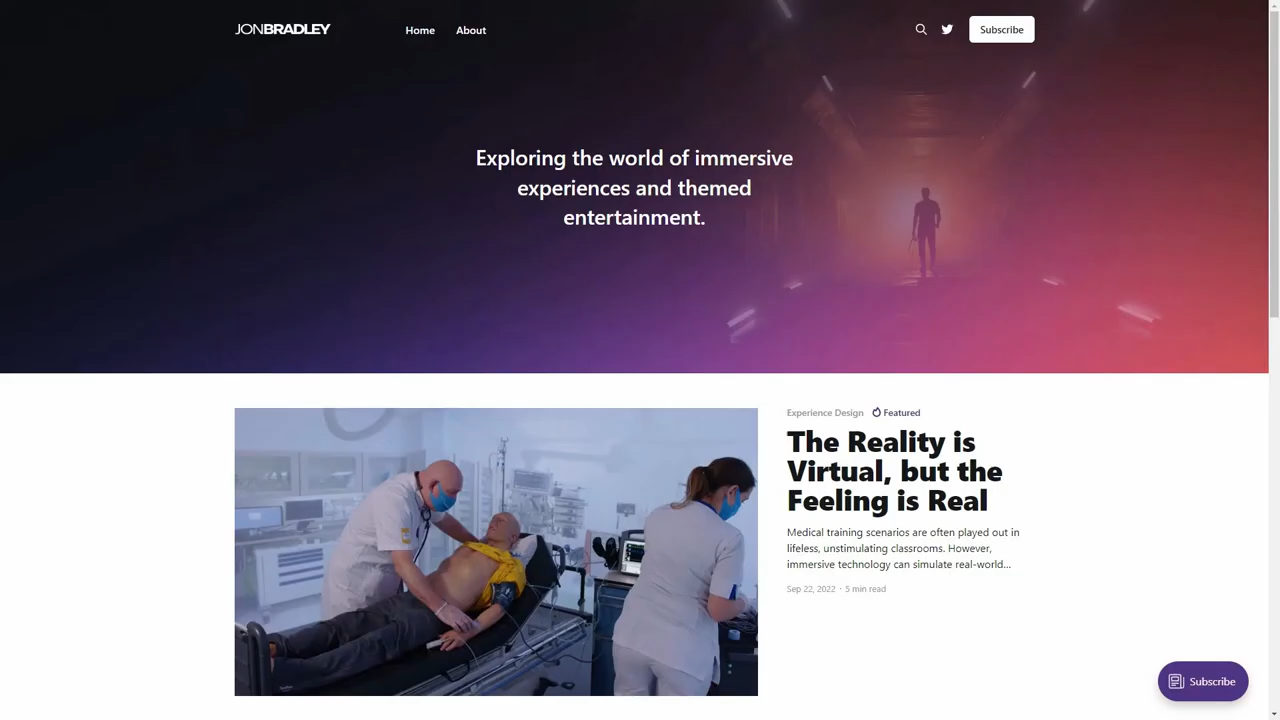 JONBRADLEY
Home
About
Subscribe
Exploring the world of immersive
experiences and themed
entertainment.
Experience Design
Featured
The Reality is
Virtual, but the
Feeling is Real
Medical training scenarios are often played out in
lifeless, unstimulating classrooms. However,
immersive technology can simulate real-world...
Sep 22, 2022 · 5 min read
Subscribe